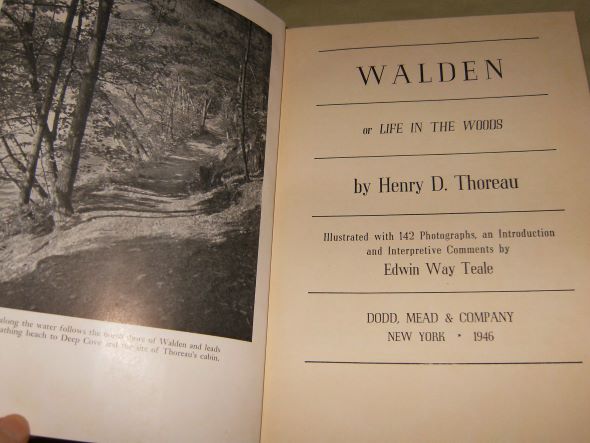 along the water follows the north shore of Walden and leads
athing beach to Deep Cove and the site of Thoreau's cabin.
WALDEN
or LIFE IN THE WOODS
by Henry D. Thoreau
Illustrated with 142 Photographs, an Introduction
and Interpretive Comments by
Edwin Way Teale
DODD, MEAD & COMPANY
NEW YORK • 1946